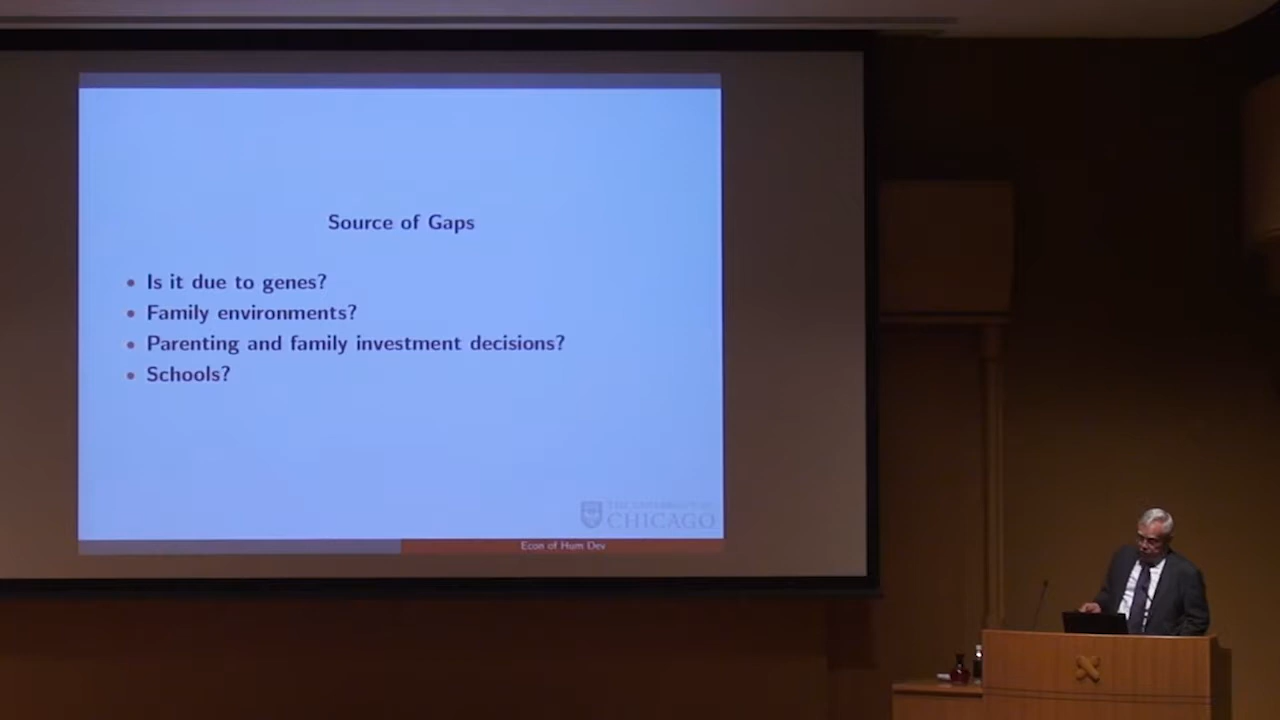 Source of Gaps
• Is it due to genes?
• Family environments?
• Parenting and family investment decisions?
• Schools?
THE UNIVERSITY OF
CHICAGO
Econ of Hum Dev